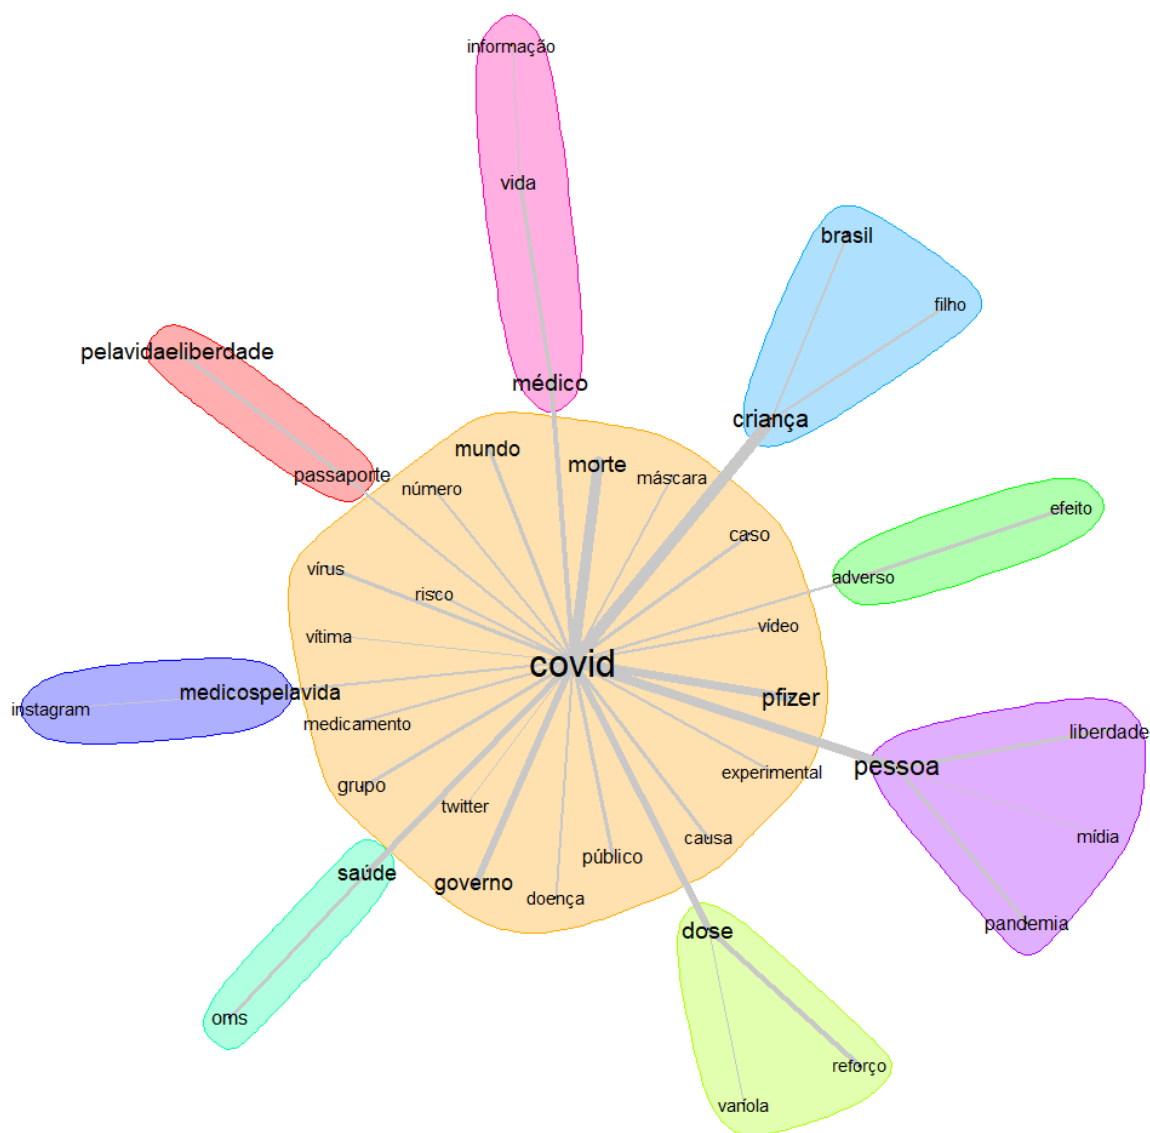 informação
vida
brasil
filho
pelavidaeliberdade
médico
criança
mundo
morte
passaporte
número
máscara
efeito
caso
vírus
adverso
risco
vídeo
vítima
covid
medicospelavida
pfizer
instagram
medicamento
liberdade
pessoa
experimental
grupo
twitter
causa
mídia
público
saúde
governo
doença
pandemia
dose
oms
reforço
varíola